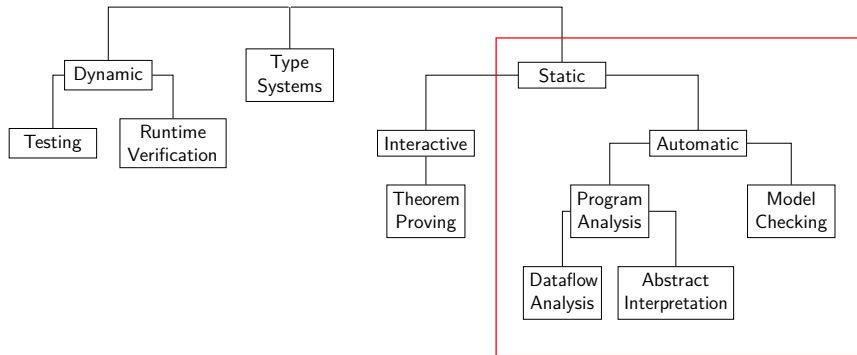 Type
Systems
Dynamic
Static
Testing
Runtime
Verification
Interactive
Automatic
Theorem
Proving
Program
Analysis
Model
Checking
Dataflow
Analysis
Abstract
Interpretation